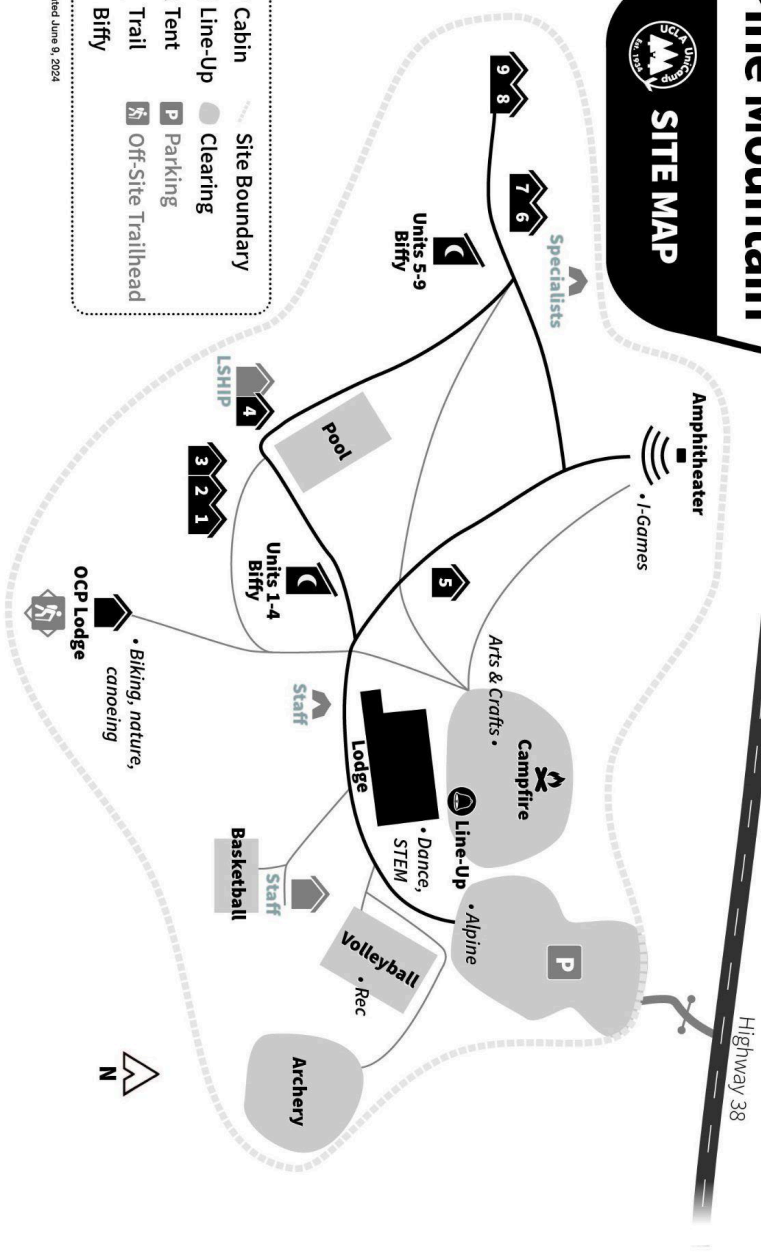 Mountain
UCLA UniCamp
Est. 1934
SITE MAP
Highway 38
Amphitheater
• I-Games
Specialists
9 8
7 6
Units 5-9
Biffy
5
Arts & Crafts •
Campfire
Line-Up
• Dance,
STEM
• Alpine
P
Pool
Lodge
Volleyball
• Rec
Archery
Units 1-4
Biffy
Staff
Staff
Basketball
4
LSHIP
3 2 1
• Biking, nature,
canoeing
OCP Lodge
N
Cabin
Line-Up
Tent
Trail
Biffy
Site Boundary
Clearing
P Parking
Off-Site Trailhead
June 9, 2024